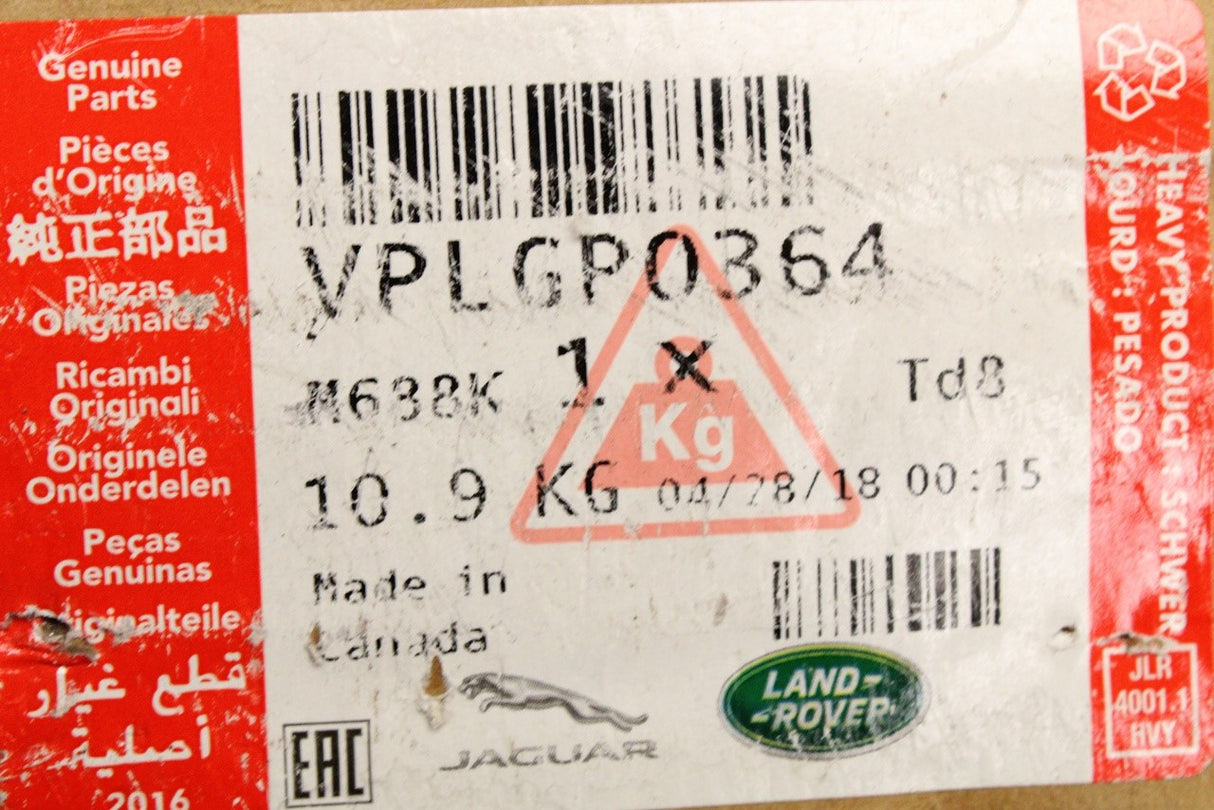 Genuine
Parts
Pièces
d'Origine
純正部品
Piezas
Originales
Ricambi
Originali
Originele
Onderdelen
Peças
Genuinas
Originalteile
قطع غيار
أصلية
2016
VPLGP0364
M638K 1 x Td8
Kg
10.9 KG 04/28/18 00:15
Made in
Canada
EAC
JAGUAR
LAND-
-ROVER
HEAVY PRODUCT : SCHWER
LOURD : PESADO
JLR
4001.1
HVY